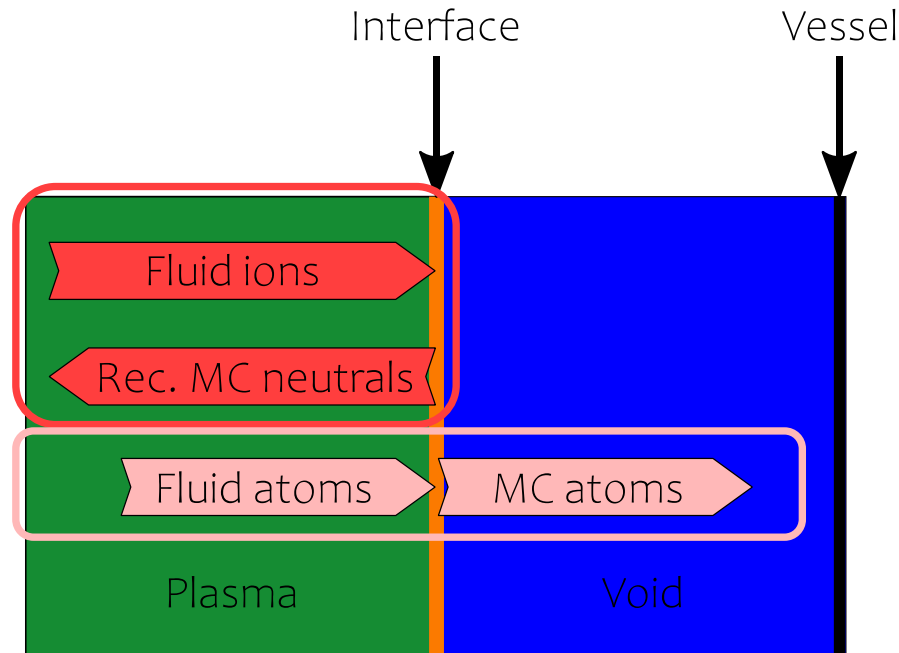 Interface
Vessel
Fluid ions
Rec. MC neutrals
Fluid atoms
MC atoms
Plasma
Void